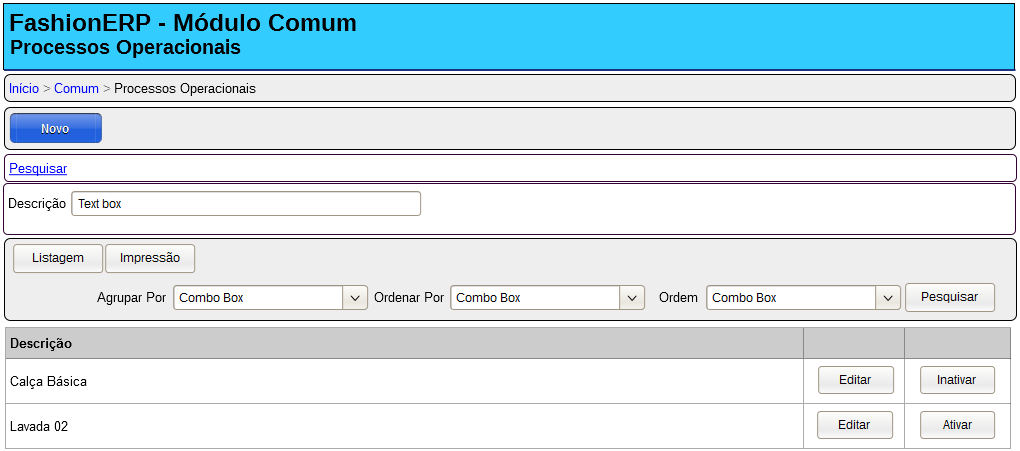 FashionERP - Módulo Comum
Processos Operacionais
Início > Comum > Processos Operacionais
Novo
Pesquisar
Descrição Text box
Listagem Impressão
Agrupar Por Combo Box Ordenar Por Combo Box Ordem Combo Box Pesquisar
Descrição
Calça Básica Editar Inativar
Lavada 02 Editar Ativar